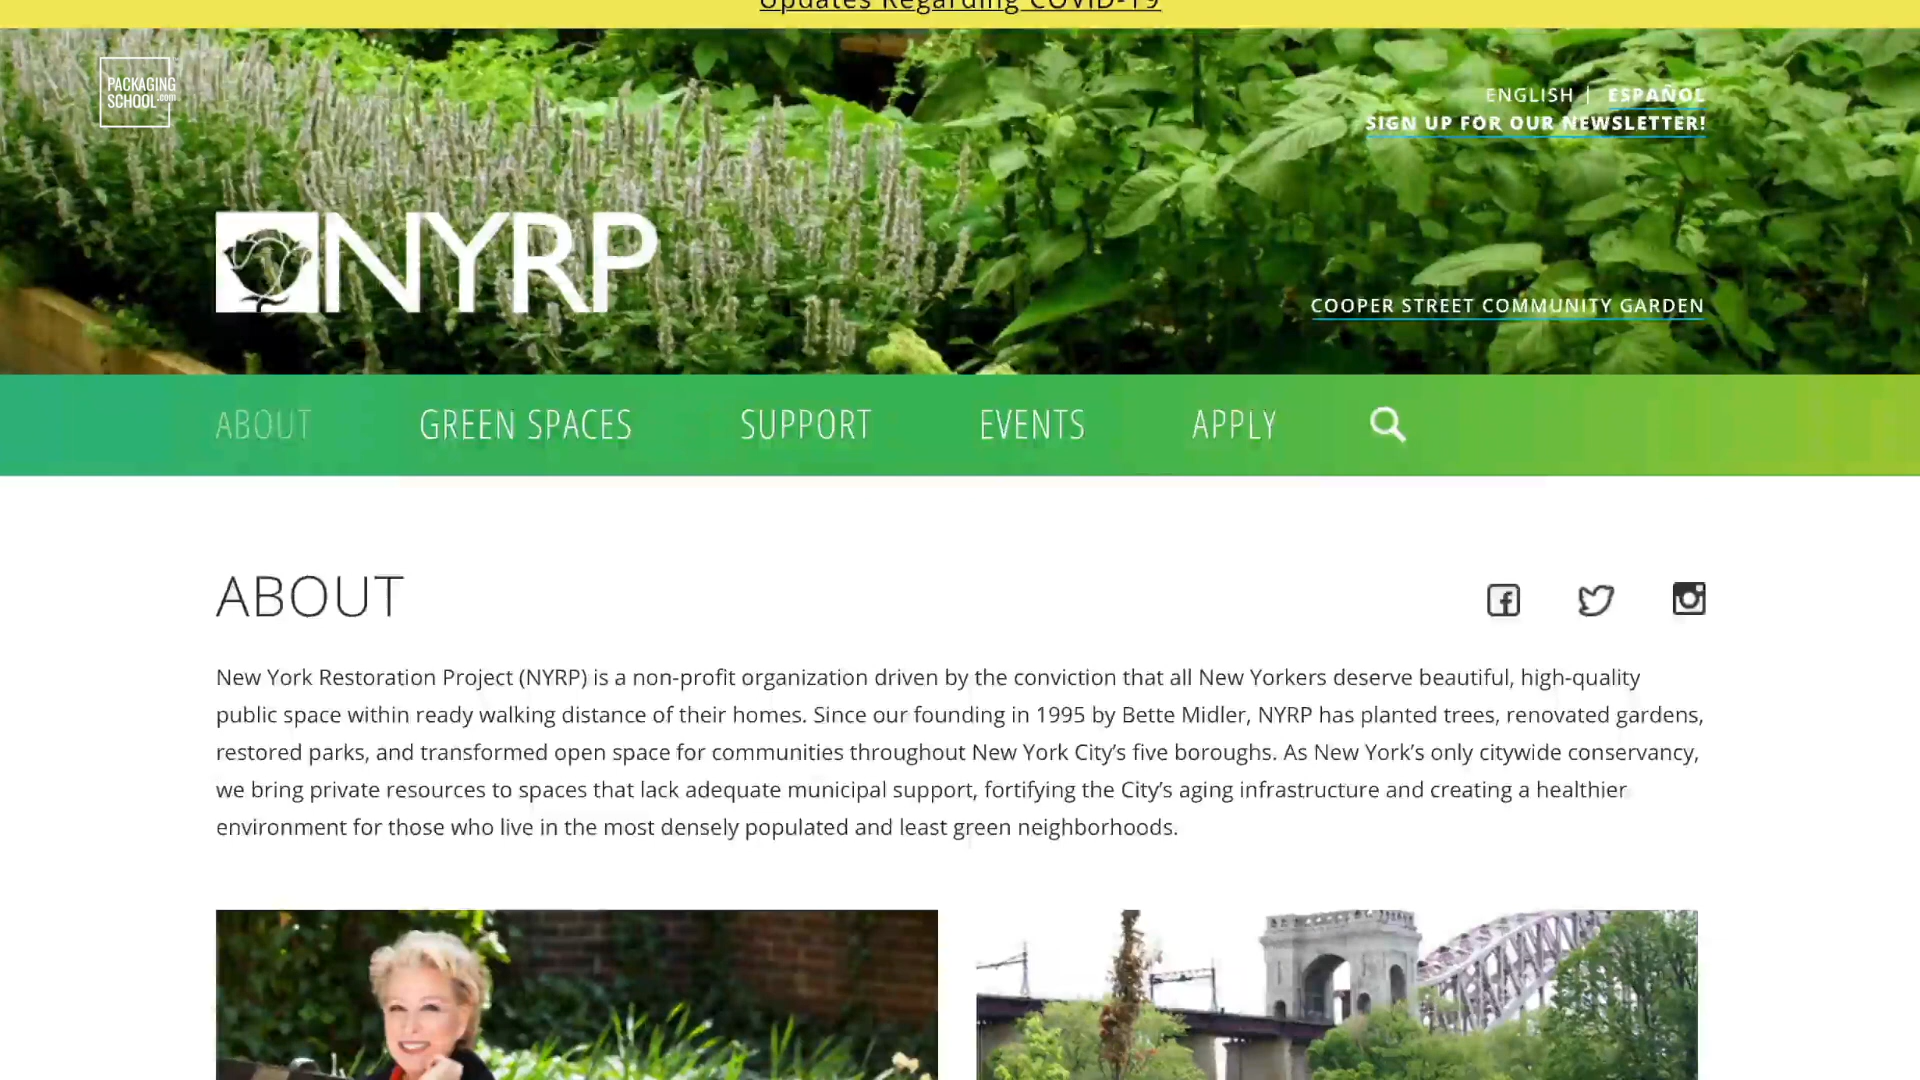 Updates Regarding COVID-19
PACKAGING
SCHOOL.com
ENGLISH | ESPAÑOL
SIGN UP FOR OUR NEWSLETTER!
NYRP
COOPER STREET COMMUNITY GARDEN
ABOUT GREEN SPACES SUPPORT EVENTS APPLY
ABOUT
New York Restoration Project (NYRP) is a non-profit organization driven by the conviction that all New Yorkers deserve beautiful, high-quality
public space within ready walking distance of their homes. Since our founding in 1995 by Bette Midler, NYRP has planted trees, renovated gardens,
restored parks, and transformed open space for communities throughout New York City’s five boroughs. As New York’s only citywide conservancy,
we bring private resources to spaces that lack adequate municipal support, fortifying the City’s aging infrastructure and creating a healthier
environment for those who live in the most densely populated and least green neighborhoods.